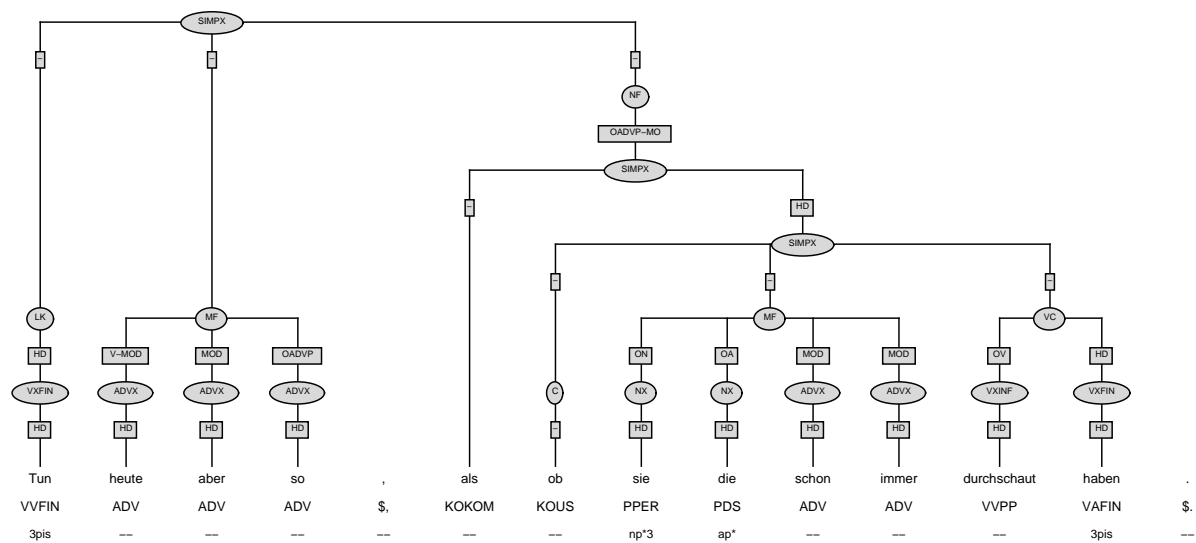 SIMPX
– – –
NF
OADVP–MO
SIMPX
– HD
SIMPX
– – –
LK MF MF VC
HD V–MOD MOD OADVP ON OA MOD MOD OV HD
VXFIN ADVX ADVX ADVX C NX NX ADVX ADVX VXINF VXFIN
HD HD HD HD – HD HD HD HD HD HD
Tun heute aber so , als ob sie die schon immer durchschaut haben .
VVFIN ADV ADV ADV $, KOKOM KOUS PPER PDS ADV ADV VVPP VAFIN $.
3pis –– –– –– –– –– –– np*3 ap* –– –– –– 3pis ––